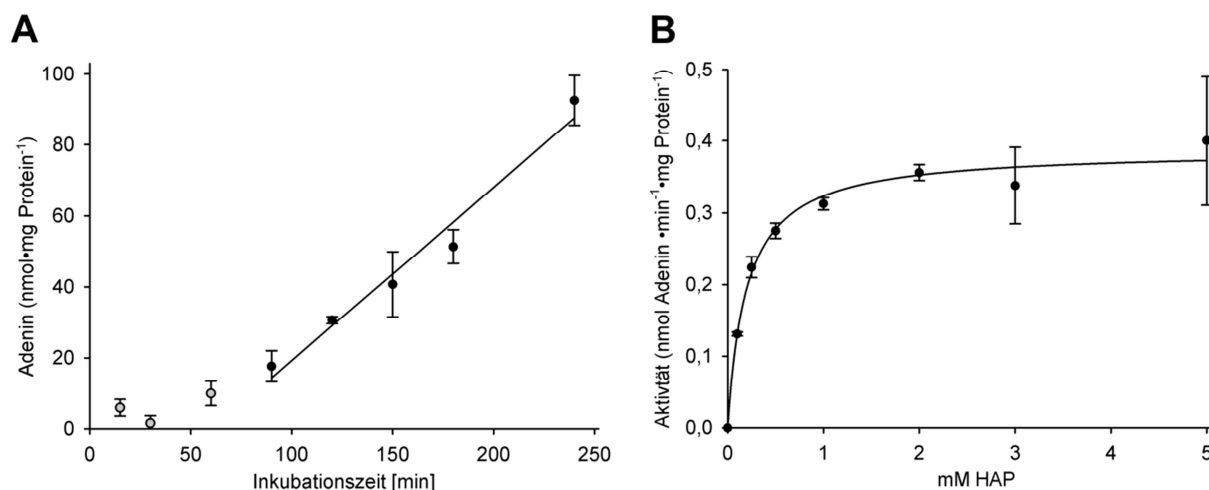 A
Adenin (nmol•mg Protein⁻¹)
100
80
60
40
20
0
0 50 100 150 200 250
Inkubationszeit [min]
B
Aktivtät (nmol Adenin •min⁻¹•mg Protein⁻¹)
0,5
0,4
0,3
0,2
0,1
0,0
0 1 2 3 4 5
mM HAP